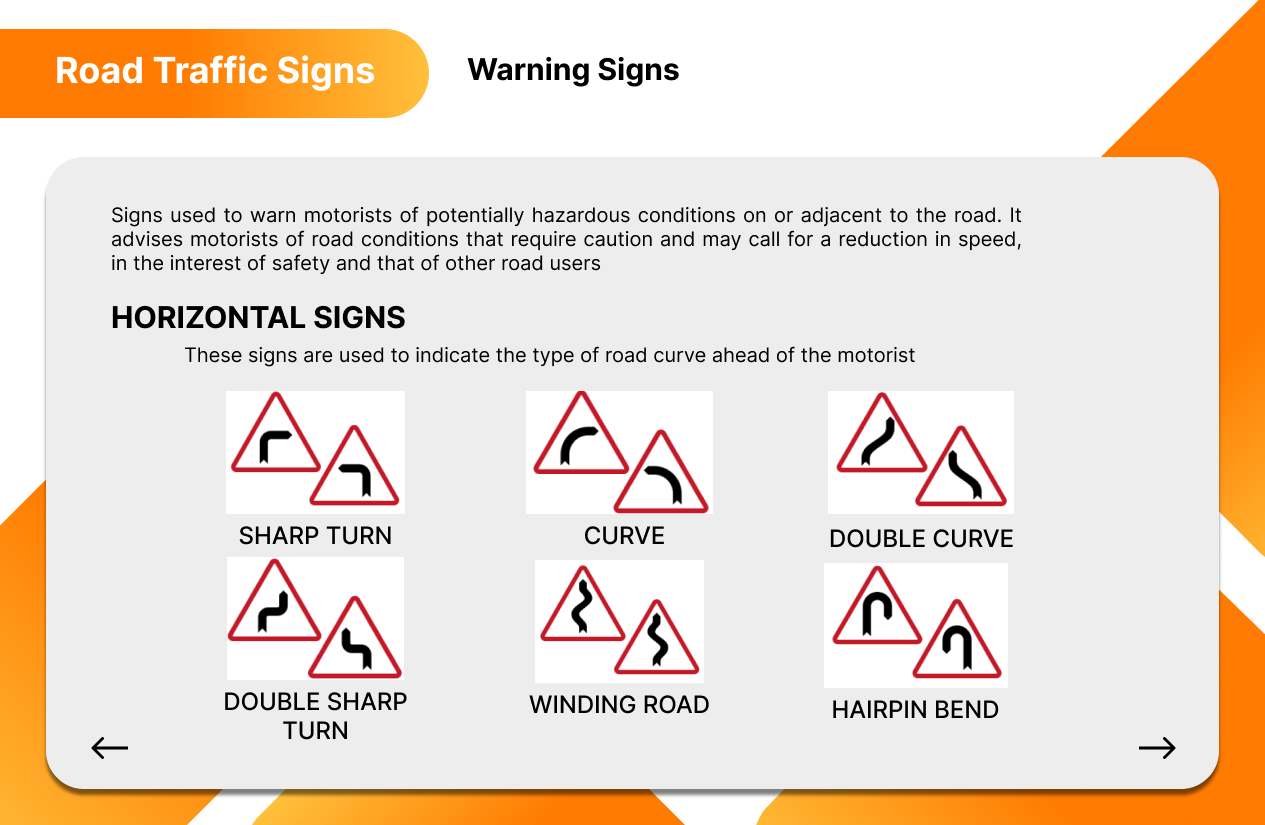 Road Traffic Signs
Warning Signs
Signs used to warn motorists of potentially hazardous conditions on or adjacent to the road. It
advises motorists of road conditions that require caution and may call for a reduction in speed,
in the interest of safety and that of other road users
HORIZONTAL SIGNS
These signs are used to indicate the type of road curve ahead of the motorist
SHARP TURN
CURVE
DOUBLE CURVE
DOUBLE SHARP
TURN
WINDING ROAD
HAIRPIN BEND